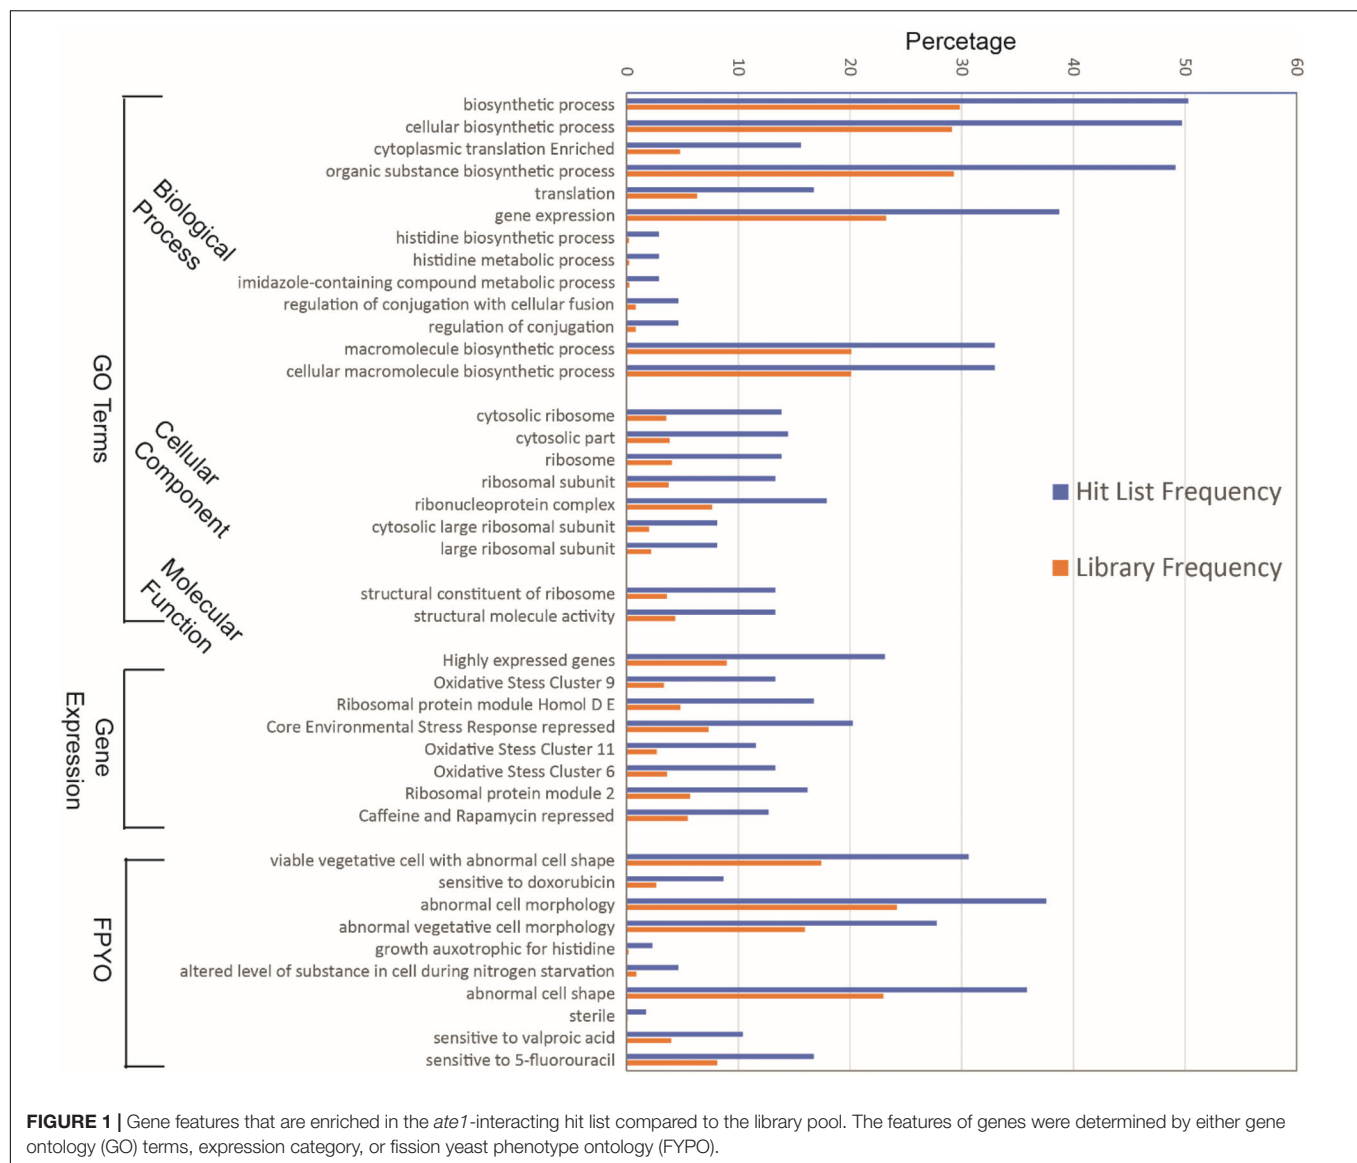 Percetage
0 10 20 30 40 50 60
GO Terms
Biological
Process
biosynthetic process
cellular biosynthetic process
cytoplasmic translation Enriched
organic substance biosynthetic process
translation
gene expression
histidine biosynthetic process
histidine metabolic process
imidazole-containing compound metabolic process
regulation of conjugation with cellular fusion
regulation of conjugation
macromolecule biosynthetic process
cellular macromolecule biosynthetic process
Cellular
Component
cytosolic ribosome
cytosolic part
ribosome
ribosomal subunit
ribonucleoprotein complex
cytosolic large ribosomal subunit
large ribosomal subunit
Molecular
Function
structural constituent of ribosome
structural molecule activity
Gene
Expression
Highly expressed genes
Oxidative Stess Cluster 9
Ribosomal protein module Homol D E
Core Environmental Stress Response repressed
Oxidative Stess Cluster 11
Oxidative Stess Cluster 6
Ribosomal protein module 2
Caffeine and Rapamycin repressed
FPYO
viable vegetative cell with abnormal cell shape
sensitive to doxorubicin
abnormal cell morphology
abnormal vegetative cell morphology
growth auxotrophic for histidine
altered level of substance in cell during nitrogen starvation
abnormal cell shape
sterile
sensitive to valproic acid
sensitive to 5-fluorouracil
Hit List Frequency
Library Frequency
FIGURE 1 | Gene features that are enriched in the ate1-interacting hit list compared to the library pool. The features of genes were determined by either gene
ontology (GO) terms, expression category, or fission yeast phenotype ontology (FYPO).